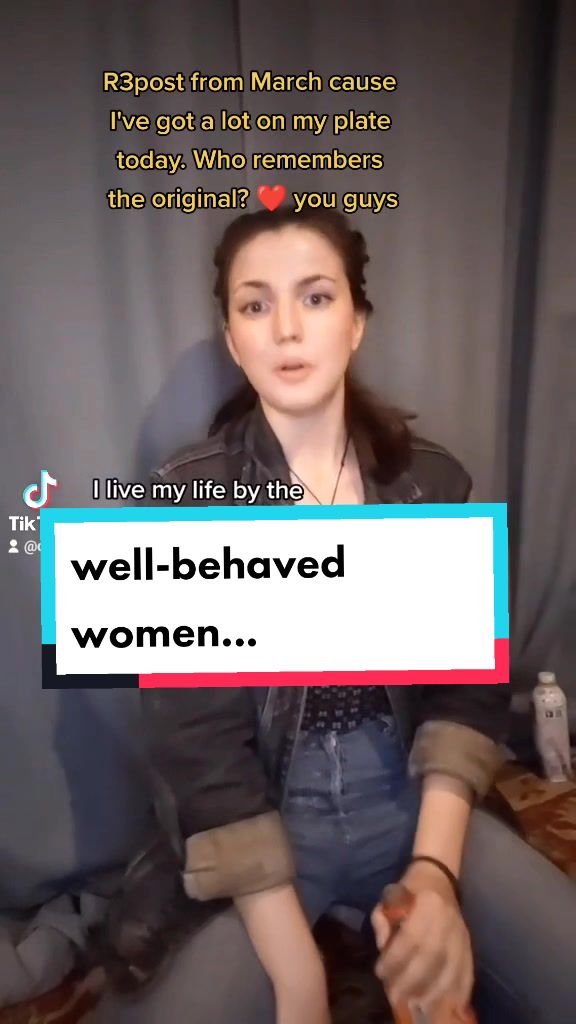 R3post from March cause
I've got a lot on my plate
today. Who remembers
the original? ❤️ you guys
I live my life by the
well-behaved
women...